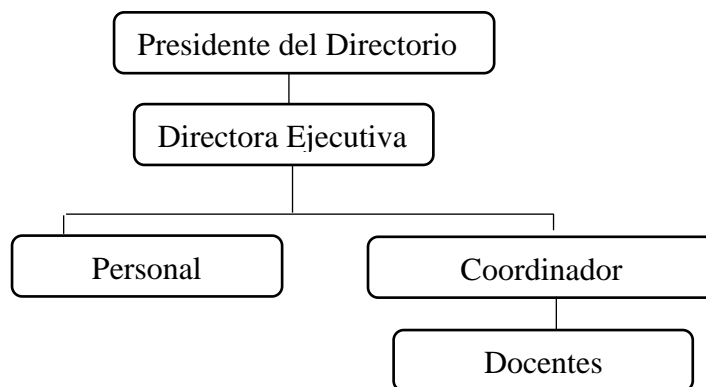 Presidente del Directorio
Directora Ejecutiva
Personal
Coordinador
Docentes